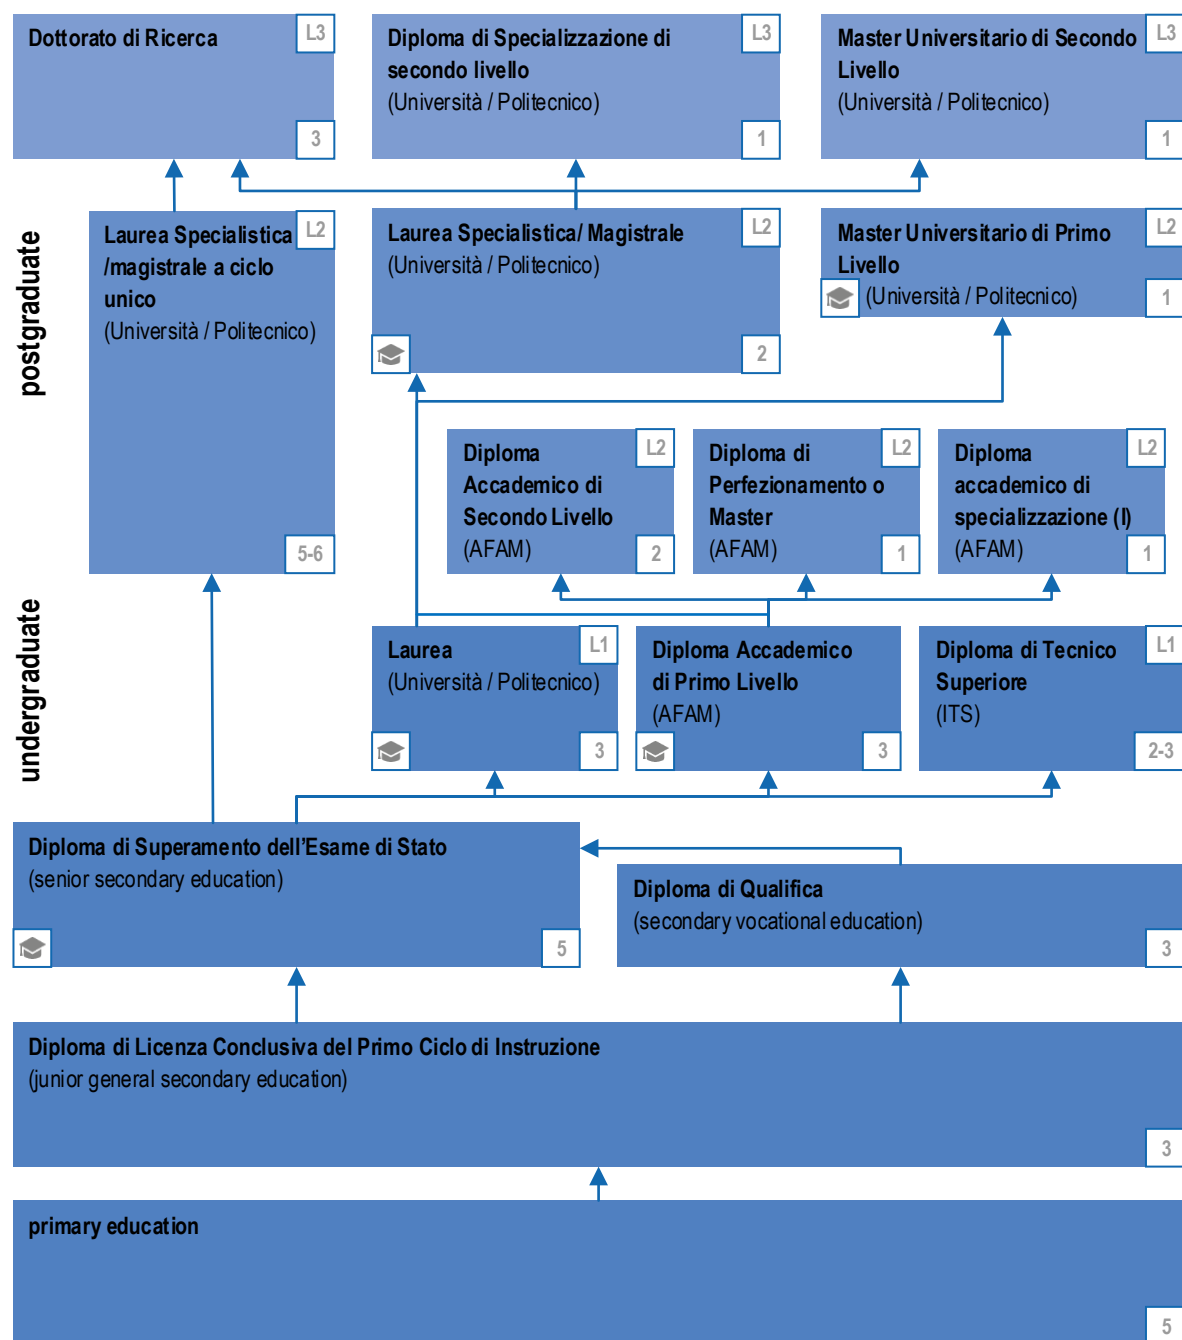 Dottorato di Ricerca
L3
3
Diploma di Specializzazione di
secondo livello
(Università / Politecnico)
L3
1
Master Universitario di Secondo
Livello
(Università / Politecnico)
L3
1
postgraduate
Laurea Specialistica
/magistrale a ciclo
unico
(Università / Politecnico)
L2
5-6
Laurea Specialistica/ Magistrale
(Università / Politecnico)
L2
2
Master Universitario di Primo
Livello
(Università / Politecnico)
L2
1
Diploma
Accademico di
Secondo Livello
(AFAM)
L2
2
Diploma di
Perfezionamento o
Master
(AFAM)
L2
1
Diploma
accademico di
specializzazione (I)
(AFAM)
L2
1
undergraduate
Laurea
(Università / Politecnico)
L1
3
Diploma Accademico
di Primo Livello
(AFAM)
3
Diploma di Tecnico
Superiore
(ITS)
L1
2-3
Diploma di Superamento dell'Esame di Stato
(senior secondary education)
5
Diploma di Qualifica
(secondary vocational education)
3
Diploma di Licenza Conclusiva del Primo Ciclo di Instruzione
(junior general secondary education)
3
primary education
5